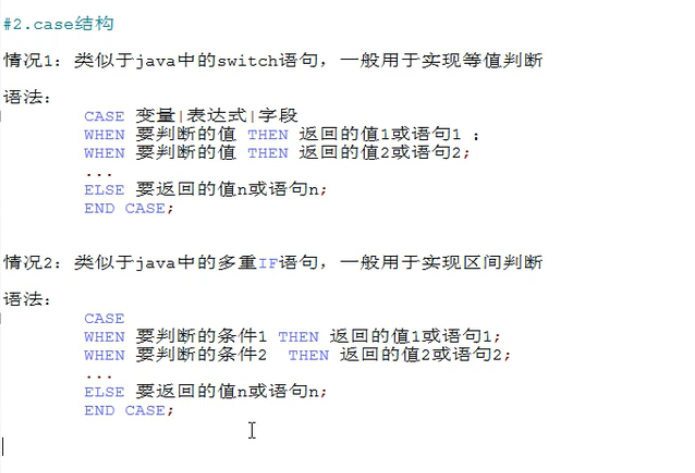 #2.case结构
情况1: 类似于java中的switch语句，一般用于实现等值判断
语法:
CASE 变量|表达式|字段
WHEN 要判断的值 THEN 返回的值1或语句1 ;
WHEN 要判断的值 THEN 返回的值2或语句2;
...
ELSE 要返回的值n或语句n;
END CASE;
情况2: 类似于java中的多重IF语句，一般用于实现区间判断
语法:
CASE
WHEN 要判断的条件1 THEN 返回的值1或语句1;
WHEN 要判断的条件2 THEN 返回的值2或语句2;
...
ELSE 要返回的值n或语句n;
END CASE;